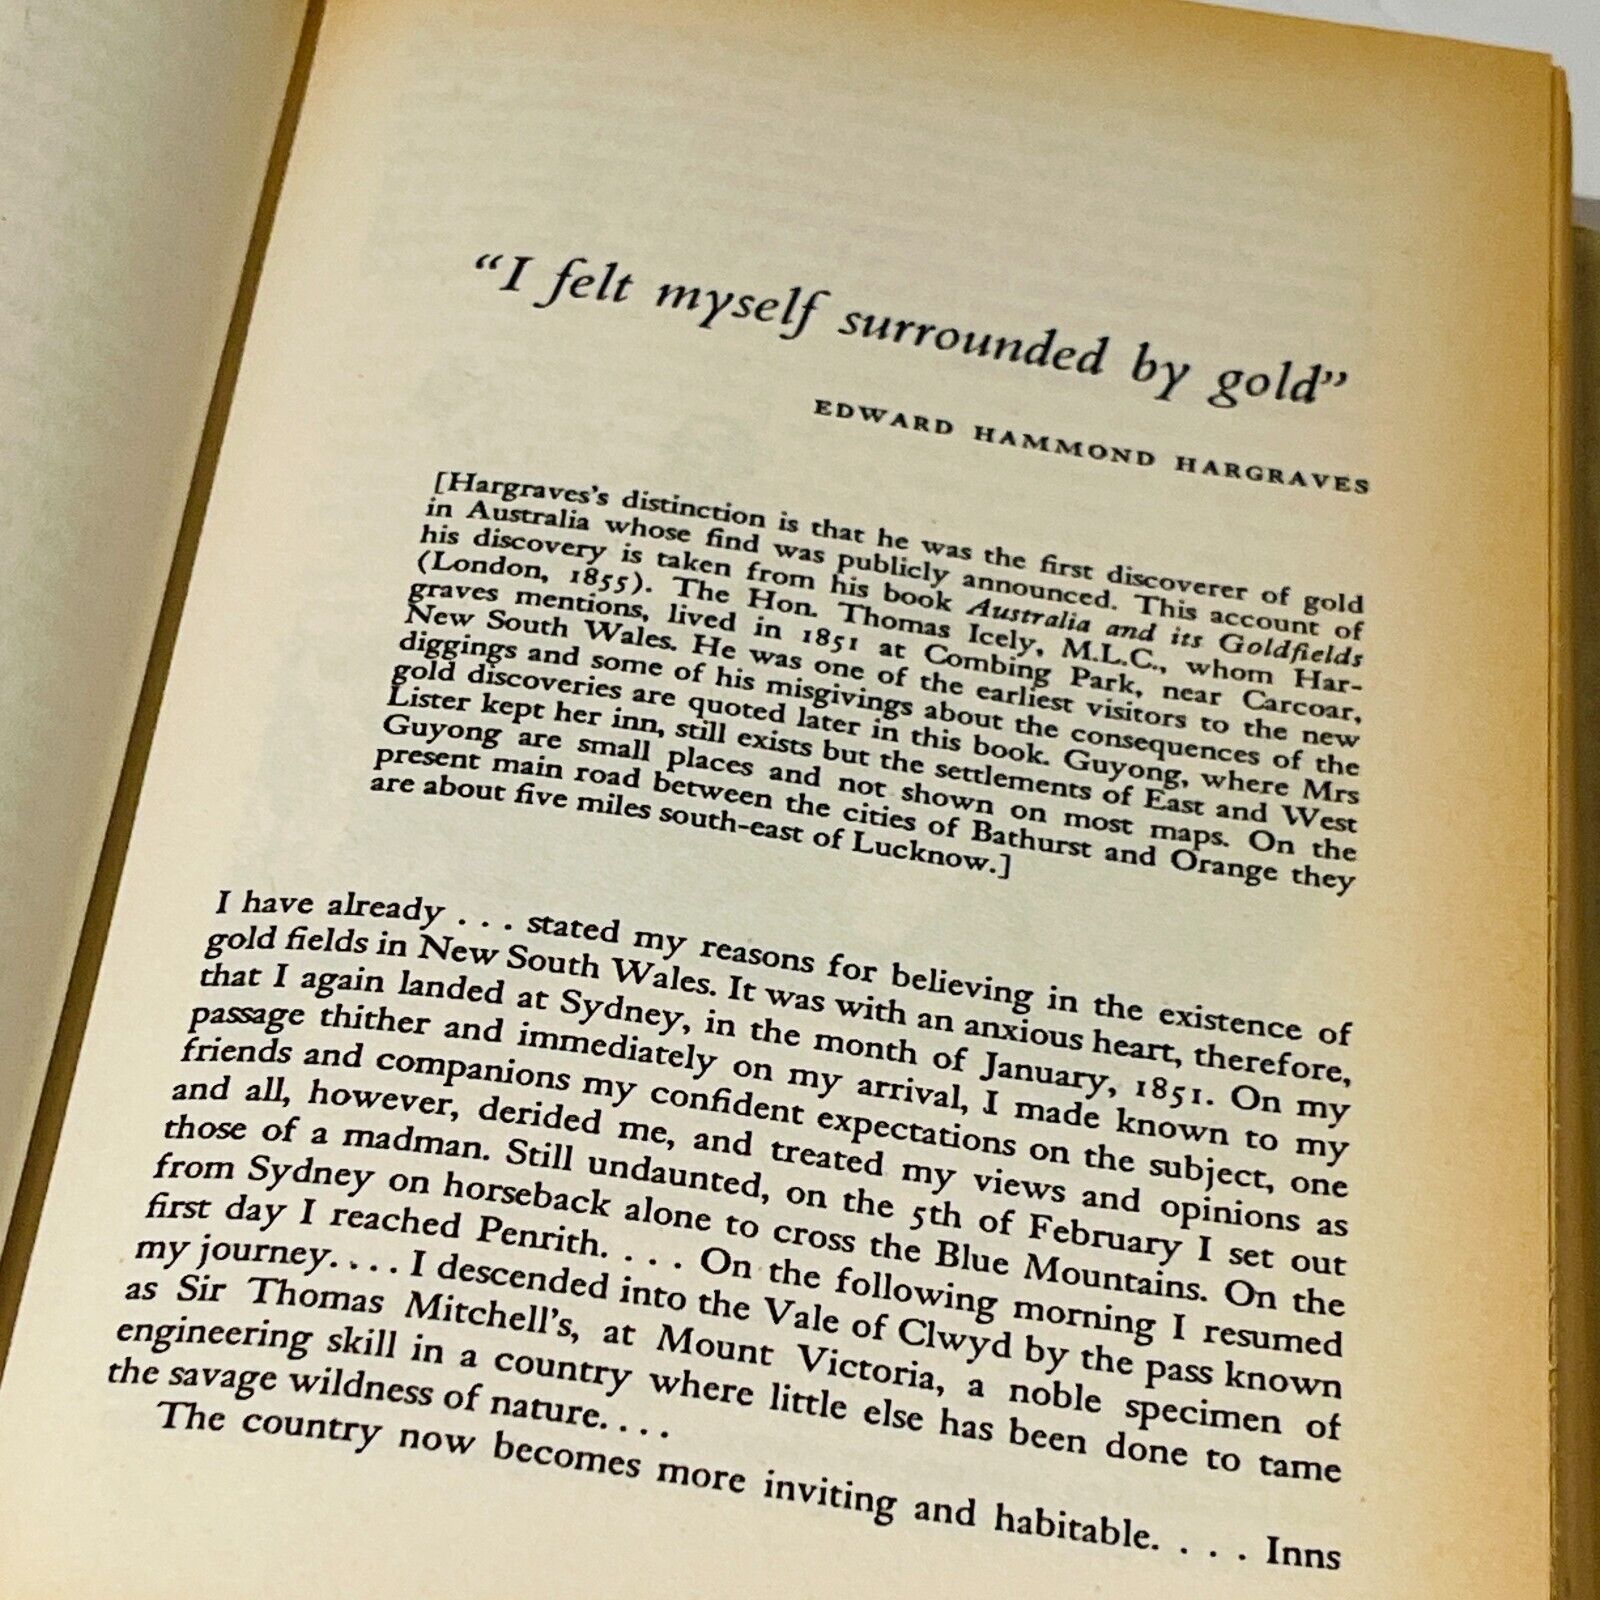 “I felt myself surrounded by gold”
EDWARD HAMMOND HARGRAVES
[Hargraves's distinction is that he was the first discoverer of gold
in Australia whose find was publicly announced. This account of
his discovery is taken from his book Australia and its Goldfields
(London, 1855). The Hon. Thomas Icely, M.L.C., whom Har-
graves mentions, lived in 1851 at Combing Park, near Carcoar,
New South Wales. He was one of the earliest visitors to the new
diggings and some of his misgivings about the consequences of the
gold discoveries are quoted later in this book. Guyong, where Mrs
Lister kept her inn, still exists but the settlements of East and West
Guyong are small places and not shown on most maps. On the
present main road between the cities of Bathurst and Orange they
are about five miles south-east of Lucknow.]
I have already . . . stated my reasons for believing in the existence of
gold fields in New South Wales. It was with an anxious heart, therefore,
that I again landed at Sydney, in the month of January, 1851. On my
passage thither and immediately on my arrival, I made known to my
friends and companions my confident expectations on the subject, one
and all, however, derided me, and treated my views and opinions as
those of a madman. Still undaunted, on the 5th of February I set out
from Sydney on horseback alone to cross the Blue Mountains. On the
first day I reached Penrith. . . . On the following morning I resumed
my journey. . . . I descended into the Vale of Clwyd by the pass known
as Sir Thomas Mitchell's, at Mount Victoria, a noble specimen of
engineering skill in a country where little else has been done to tame
the savage wildness of nature. . . .
The country now becomes more inviting and habitable. . . . Inns